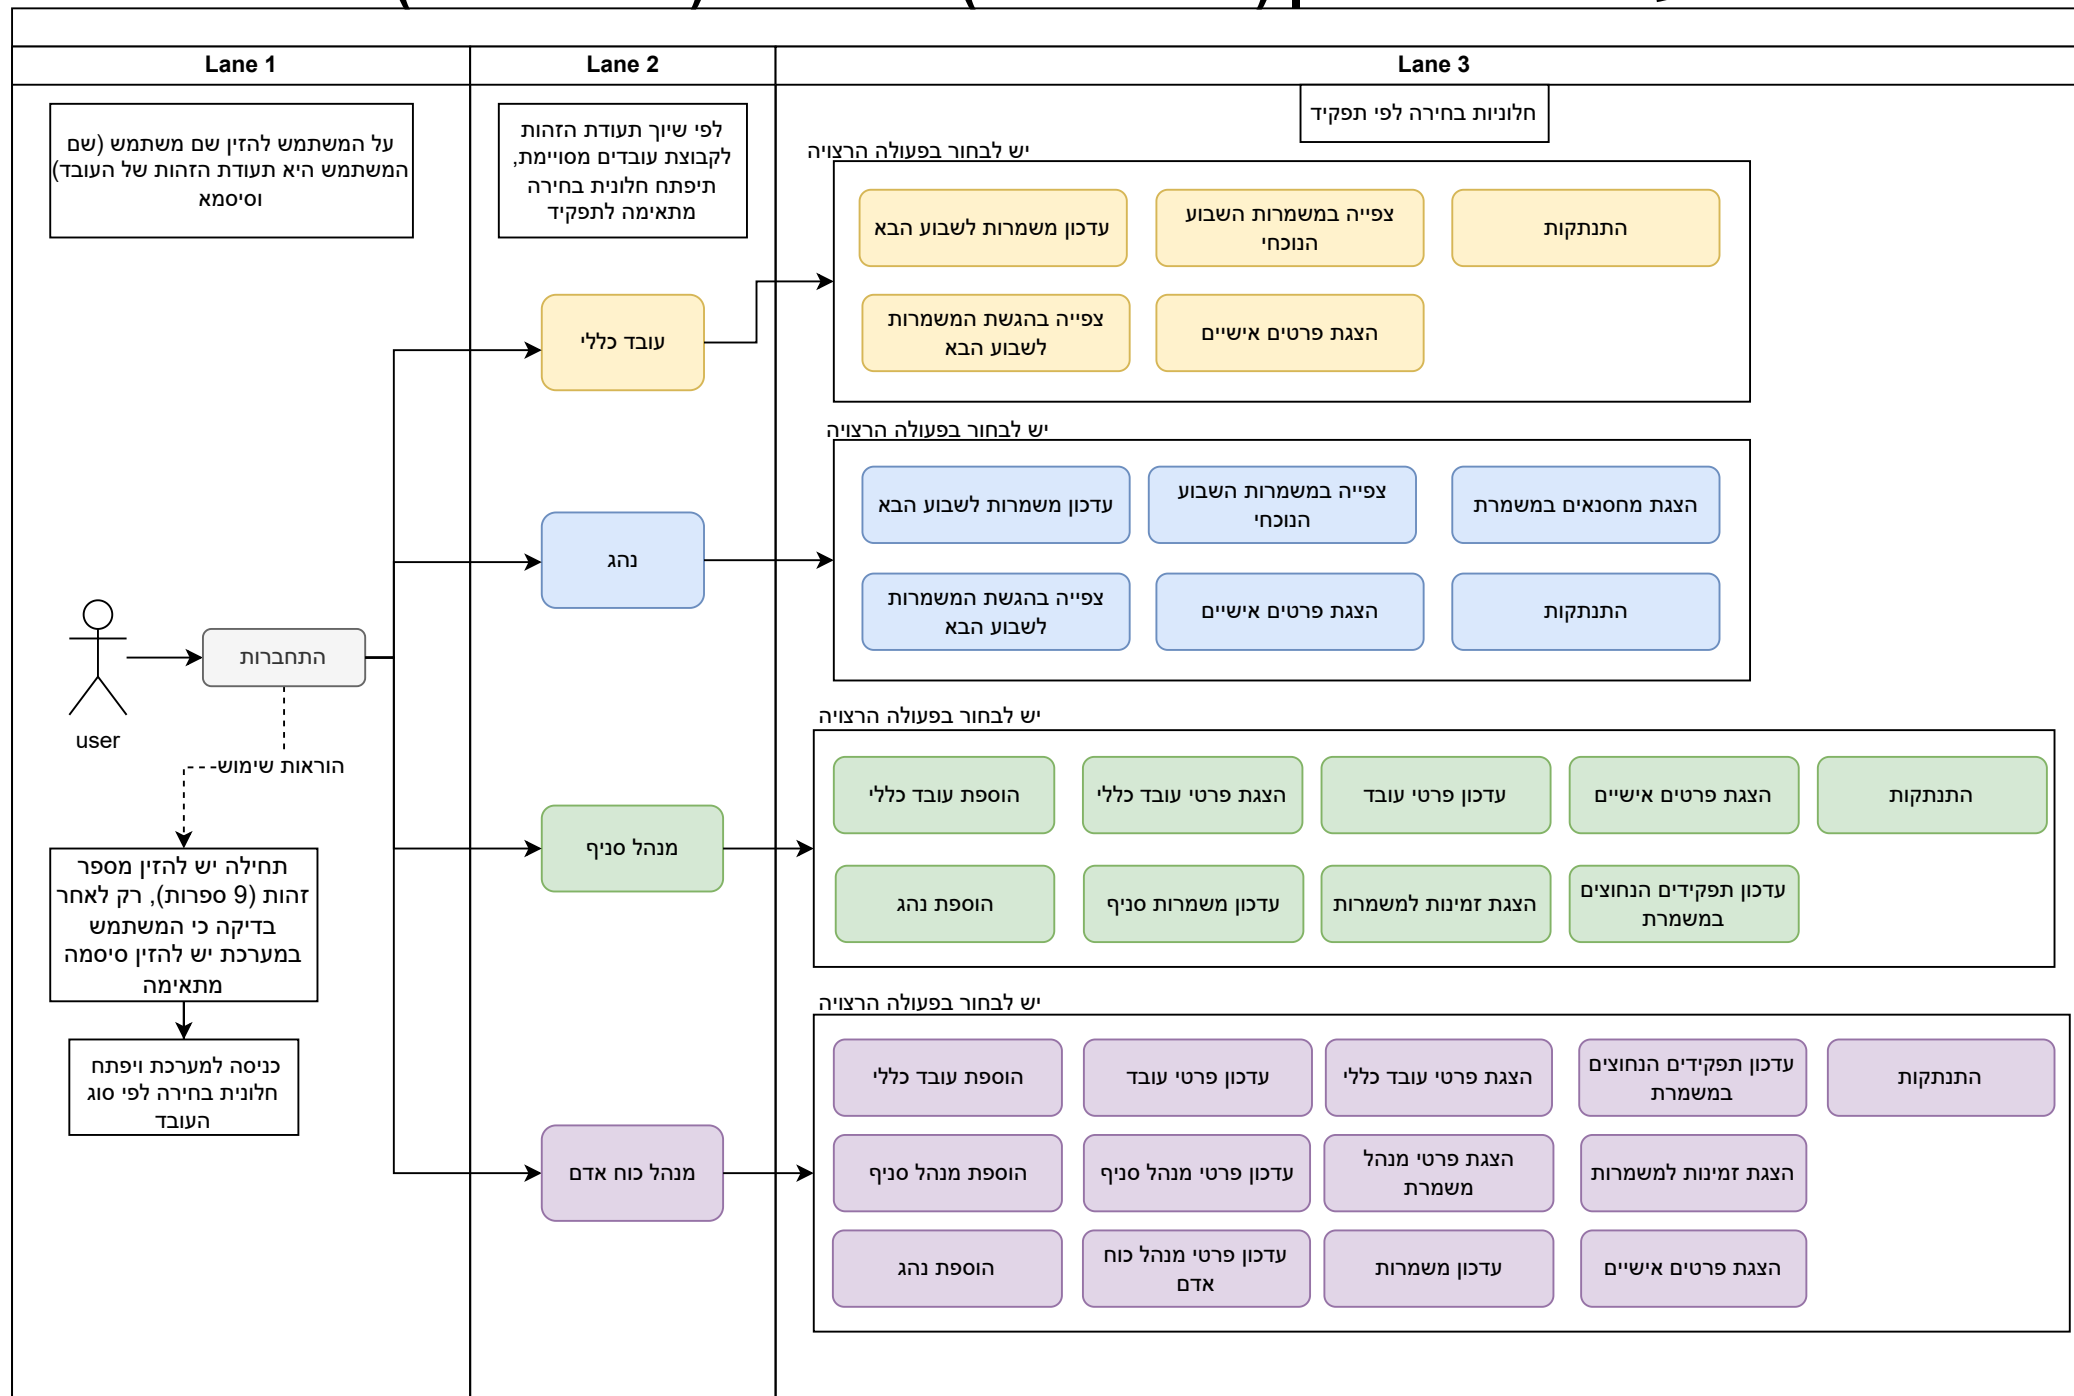 Lane 1
Lane 2
Lane 3
על המשתמש להזין שם משתמש (שם
המשתמש היא תעודת הזהות של העובד)
וסיסמא
לפי שיוך תעודת הזהות
לקבוצת עובדים מסויימת,
תיפתח חלונית בחירה
מתאימה לתפקיד
חלוניות בחירה לפי תפקיד
יש לבחור בפעולה הרצויה
עדכון משמרות לשבוע הבא
צפייה במשמרות השבוע
הנוכחי
התנתקות
צפייה בהגשת המשמרות
לשבוע הבא
הצגת פרטים אישיים
עובד כללי
יש לבחור בפעולה הרצויה
עדכון משמרות לשבוע הבא
צפייה במשמרות השבוע
הנוכחי
הצגת מחסנאים במשמרת
צפייה בהגשת המשמרות
לשבוע הבא
הצגת פרטים אישיים
התנתקות
נהג
user
התחברות
הוראות שימוש
תחילה יש להזין מספר
זהות (9 ספרות), רק לאחר
בדיקה כי המשתמש
במערכת יש להזין סיסמה
מתאימה
כניסה למערכת ויפתח
חלונית בחירה לפי סוג
העובד
יש לבחור בפעולה הרצויה
הוספת עובד כללי
הצגת פרטי עובד כללי
עדכון פרטי עובד
הצגת פרטים אישיים
התנתקות
הוספת נהג
עדכון משמרות סניף
הצגת זמינות למשמרות
עדכון תפקידים הנחוצים
במשמרת
מנהל סניף
יש לבחור בפעולה הרצויה
הוספת עובד כללי
עדכון פרטי עובד
הצגת פרטי עובד כללי
עדכון תפקידים הנחוצים
במשמרת
התנתקות
הוספת מנהל סניף
עדכון פרטי מנהל סניף
הצגת פרטי מנהל
משמרת
הצגת זמינות למשמרות
הוספת נהג
עדכון פרטי מנהל כוח
אדם
עדכון משמרות
הצגת פרטים אישיים
מנהל כוח אדם